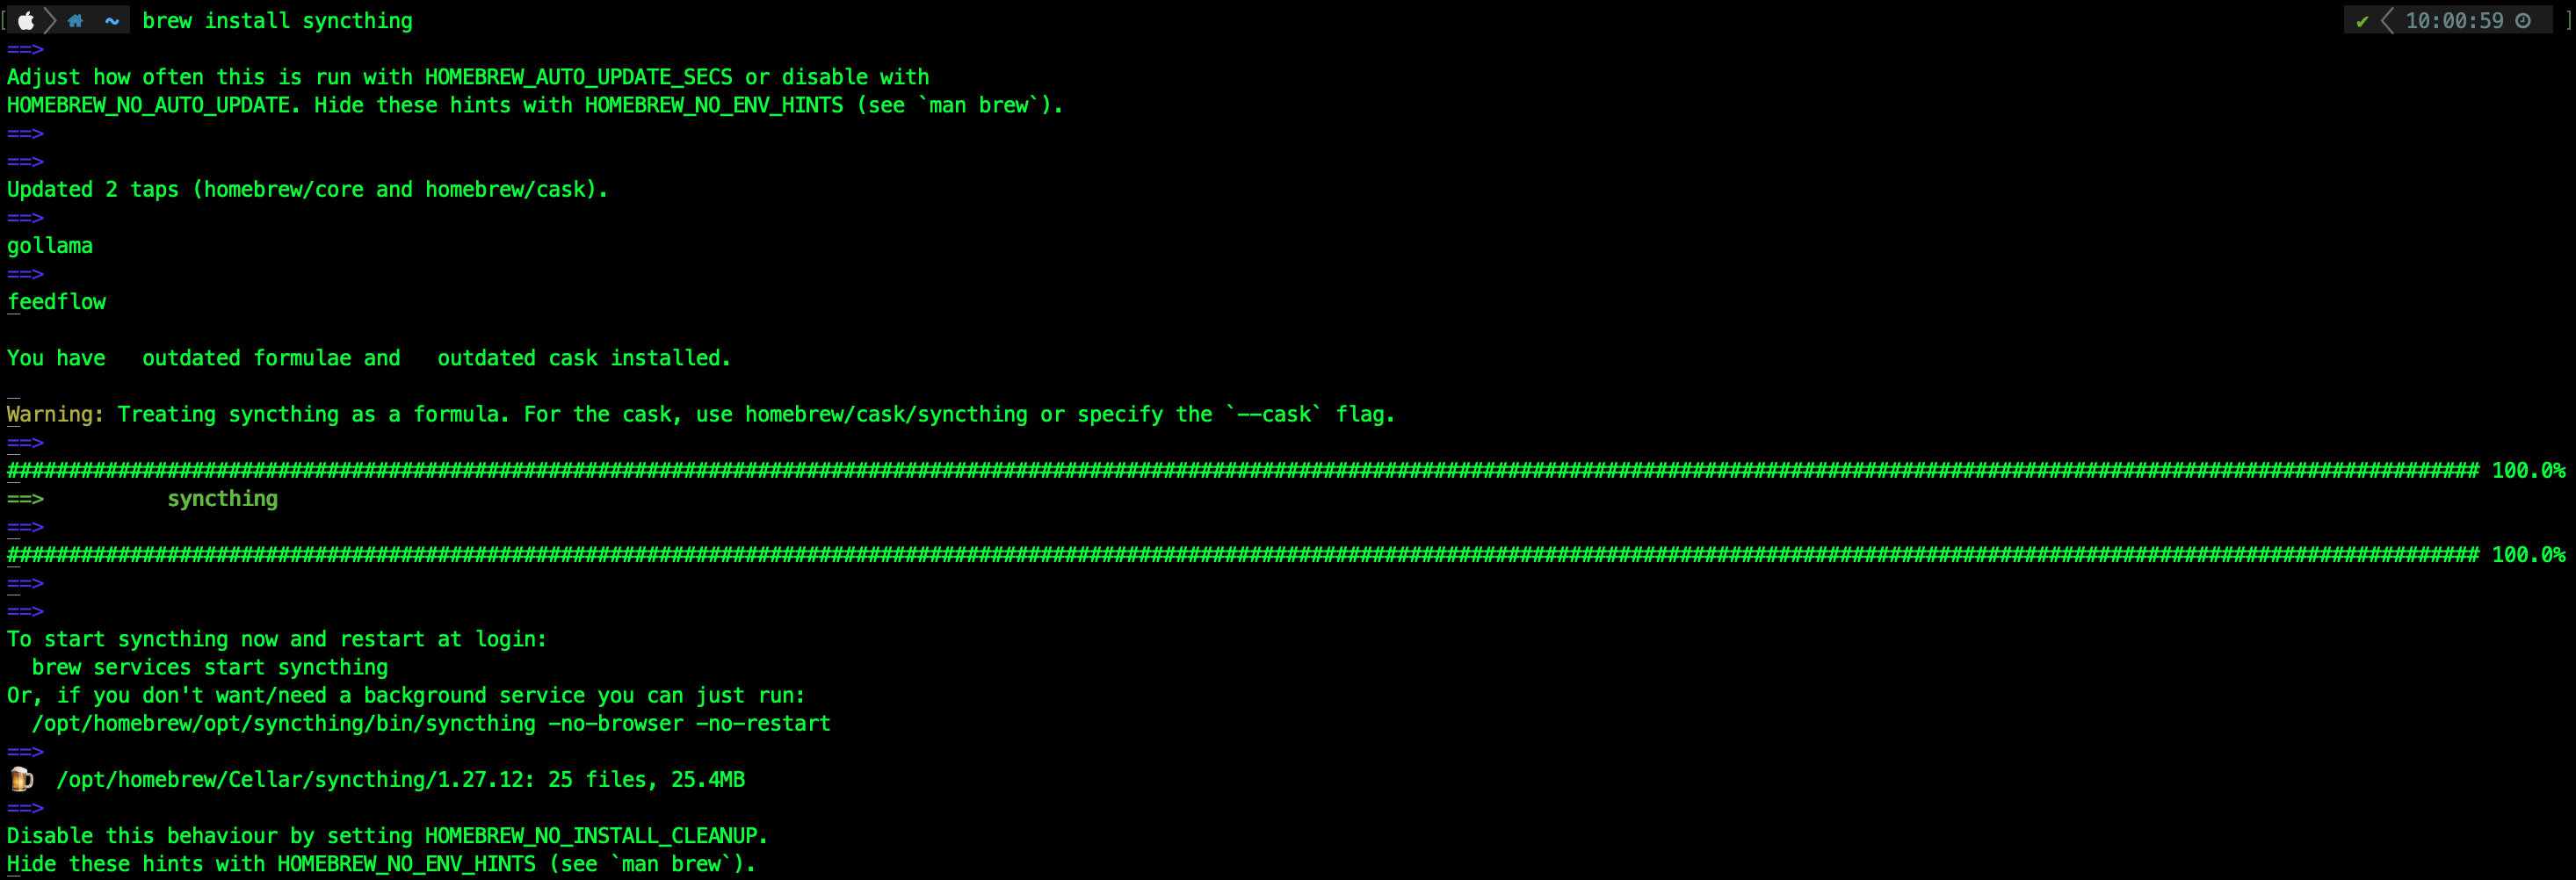 ~ brew install syncthing ✔ 10:00:59
==>
Adjust how often this is run with HOMEBREW_AUTO_UPDATE_SECS or disable with
HOMEBREW_NO_AUTO_UPDATE. Hide these hints with HOMEBREW_NO_ENV_HINTS (see `man brew`).
==>
==>
Updated 2 taps (homebrew/core and homebrew/cask).
==>
gollama
==>
feedflow
You have outdated formulae and outdated cask installed.
Warning: Treating syncthing as a formula. For the cask, use homebrew/cask/syncthing or specify the `--cask` flag.
==>
######################################################################## 100.0%
==> syncthing
==>
######################################################################## 100.0%
==>
==>
To start syncthing now and restart at login:
brew services start syncthing
Or, if you don't want/need a background service you can just run:
/opt/homebrew/opt/syncthing/bin/syncthing -no-browser -no-restart
==>
🍺 /opt/homebrew/Cellar/syncthing/1.27.12: 25 files, 25.4MB
==>
Disable this behaviour by setting HOMEBREW_NO_INSTALL_CLEANUP.
Hide these hints with HOMEBREW_NO_ENV_HINTS (see `man brew`).